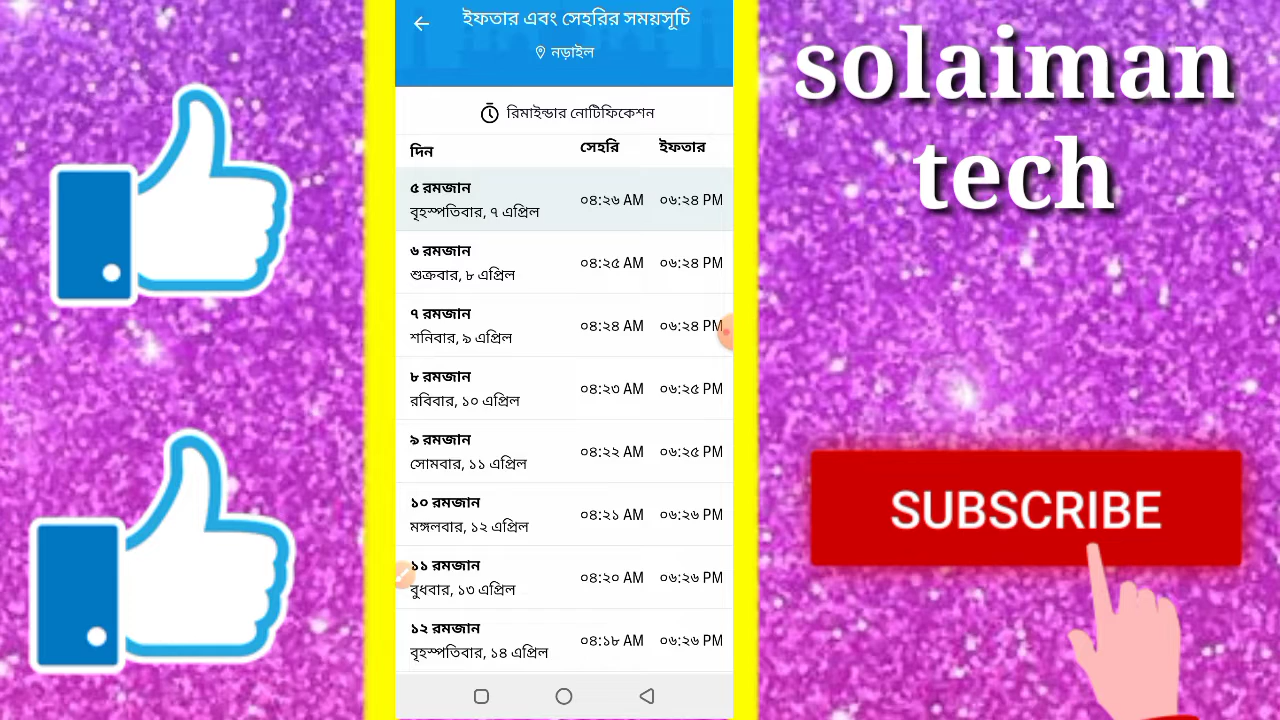 ইফতার এবং সেহরির সময়সূচি
নড়াইল
রিমাইন্ডার নোটিফিকেশন
দিন সেহরি ইফতার
৫ রমজান
বৃহস্পতিবার, ৭ এপ্রিল ০৪:২৬ AM ০৬:২৪ PM
৬ রমজান
শুক্রবার, ৮ এপ্রিল ০৪:২৫ AM ০৬:২৪ PM
৭ রমজান
শনিবার, ৯ এপ্রিল ০৪:২৪ AM ০৬:২৪ PM
৮ রমজান
রবিবার, ১০ এপ্রিল ০৪:২৩ AM ০৬:২৫ PM
৯ রমজান
সোমবার, ১১ এপ্রিল ০৪:২২ AM ০৬:২৫ PM
১০ রমজান
মঙ্গলবার, ১২ এপ্রিল ০৪:২১ AM ০৬:২৬ PM
১১ রমজান
বুধবার, ১৩ এপ্রিল ০৪:২০ AM ০৬:২৬ PM
১২ রমজান
বৃহস্পতিবার, ১৪ এপ্রিল ০৪:১৮ AM ০৬:২৬ PM
solaiman
tech
SUBSCRIBE